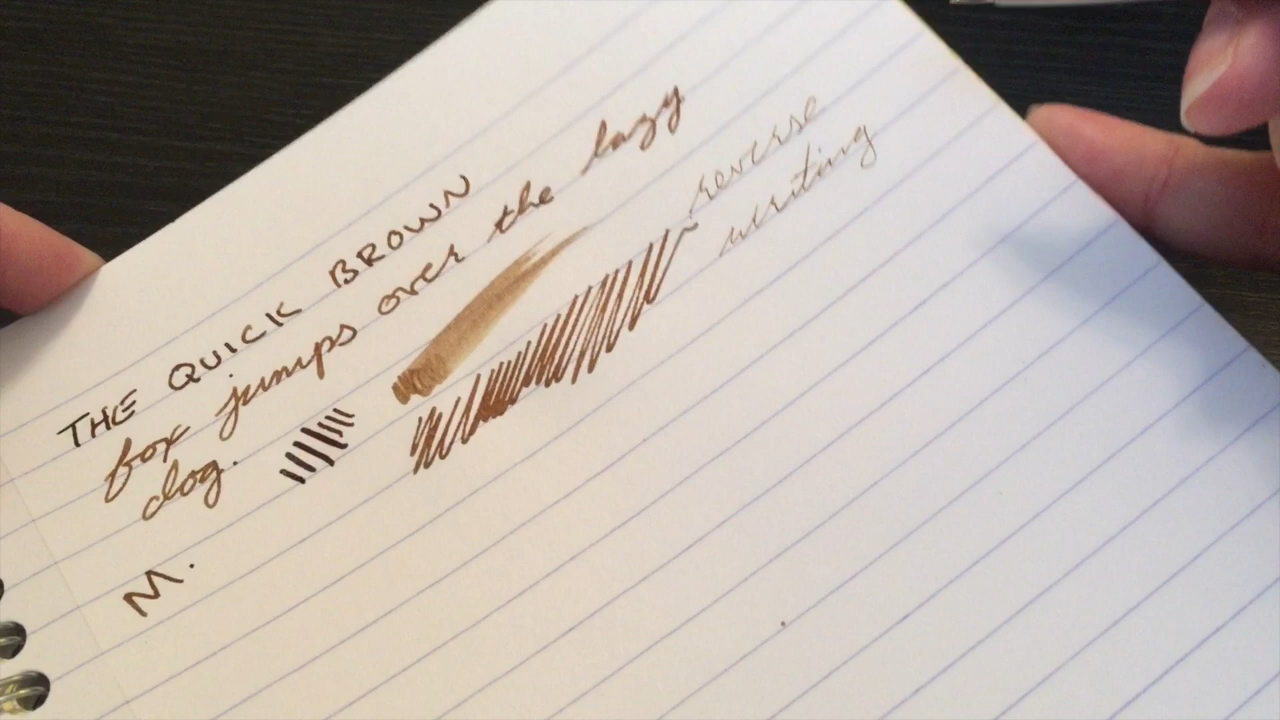 THE QUICK BROWN
fox jumps over the lazy
dog.
reverse
writing
M.